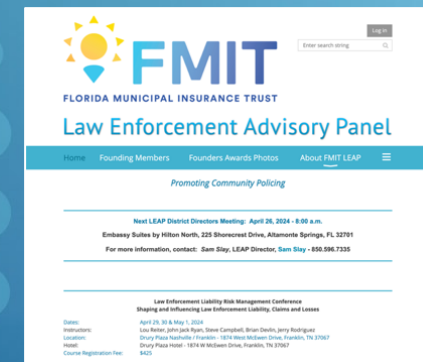 Log in
Enter search string
FMIT
FLORIDA MUNICIPAL INSURANCE TRUST
Law Enforcement Advisory Panel
Home Founding Members Founders Awards Photos About FMIT LEAP
Promoting Community Policing
Next LEAP District Directors Meeting: April 26, 2024 - 8:00 a.m.
Embassy Suites by Hilton North, 225 Shorecrest Drive, Altamonte Springs, FL 32701
For more information, contact: Sam Slay, LEAP Director, Sam Slay - 850.596.7335
Law Enforcement Liability Risk Management Conference
Shaping and Influencing Law Enforcement Liability, Claims and Losses
Dates: April 29, 30 & May 1, 2024
Instructors: Lou Reiter, John Jack Ryan, Steve Campbell, Brian Devlin, Jerry Rodriguez
Location: Drury Plaza Nashville / Franklin - 1874 West McEwen Drive, Franklin, TN 37067
Hotel: Drury Plaza Hotel - 1874 W McEwen Drive, Franklin, TN 37067
Course Registration Fee: $425